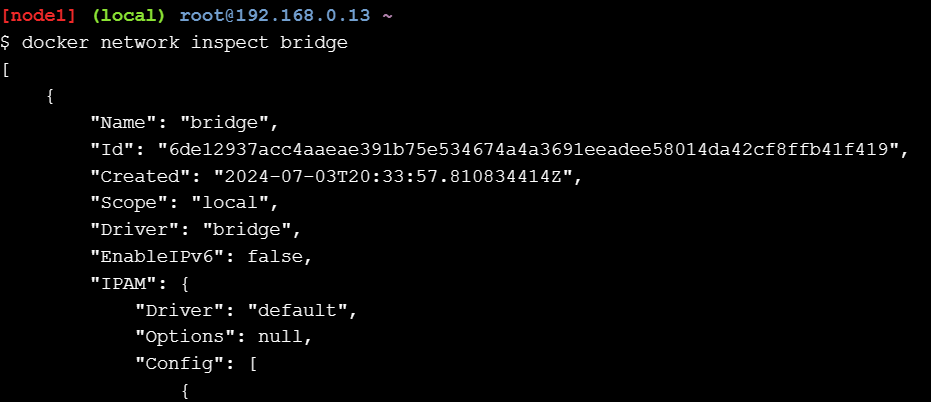 [node1] (local) root@192.168.0.13 ~
$ docker network inspect bridge
[
    {
        "Name": "bridge",
        "Id": "6de12937acc4aaeae391b75e534674a4a3691eeadee58014da42cf8ffb41f419",
        "Created": "2024-07-03T20:33:57.810834414Z",
        "Scope": "local",
        "Driver": "bridge",
        "EnableIPv6": false,
        "IPAM": {
            "Driver": "default",
            "Options": null,
            "Config": [
                {